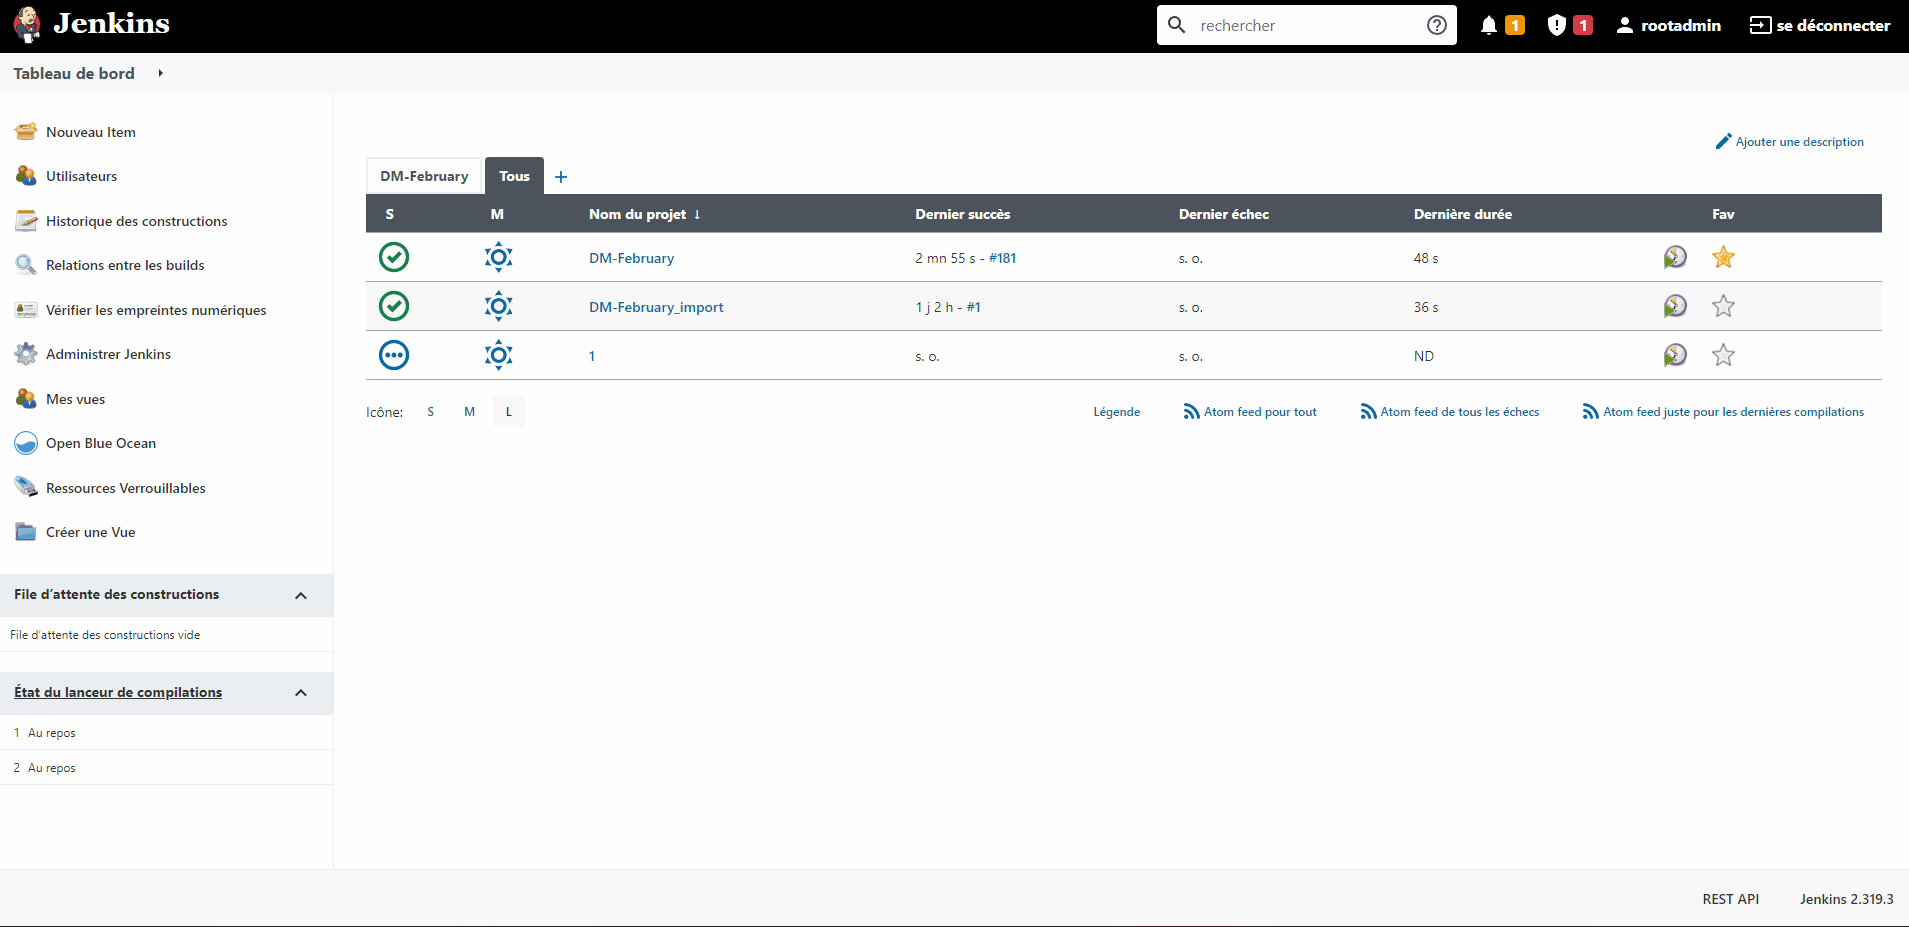 Jenkins
rechercher
1
1
rootadmin
se déconnecter
Tableau de bord
Nouveau Item
Utilisateurs
Historique des constructions
Relations entre les builds
Vérifier les empreintes numériques
Administrer Jenkins
Mes vues
Open Blue Ocean
Ressources Verrouillables
Créer une Vue
File d’attente des constructions
File d’attente des constructions vide
État du lanceur de compilations
1 Au repos
2 Au repos
Ajouter une description
DM-February Tous +
S M Nom du projet ↓ Dernier succès Dernier échec Dernière durée Fav
DM-February 2 mn 55 s - #181 s. o. 48 s
DM-February_import 1 j 2 h - #1 s. o. 36 s
1 s. o. s. o. ND
Icône: S M L Légende Atom feed pour tout Atom feed de tous les échecs Atom feed juste pour les dernières compilations
REST API Jenkins 2.319.3